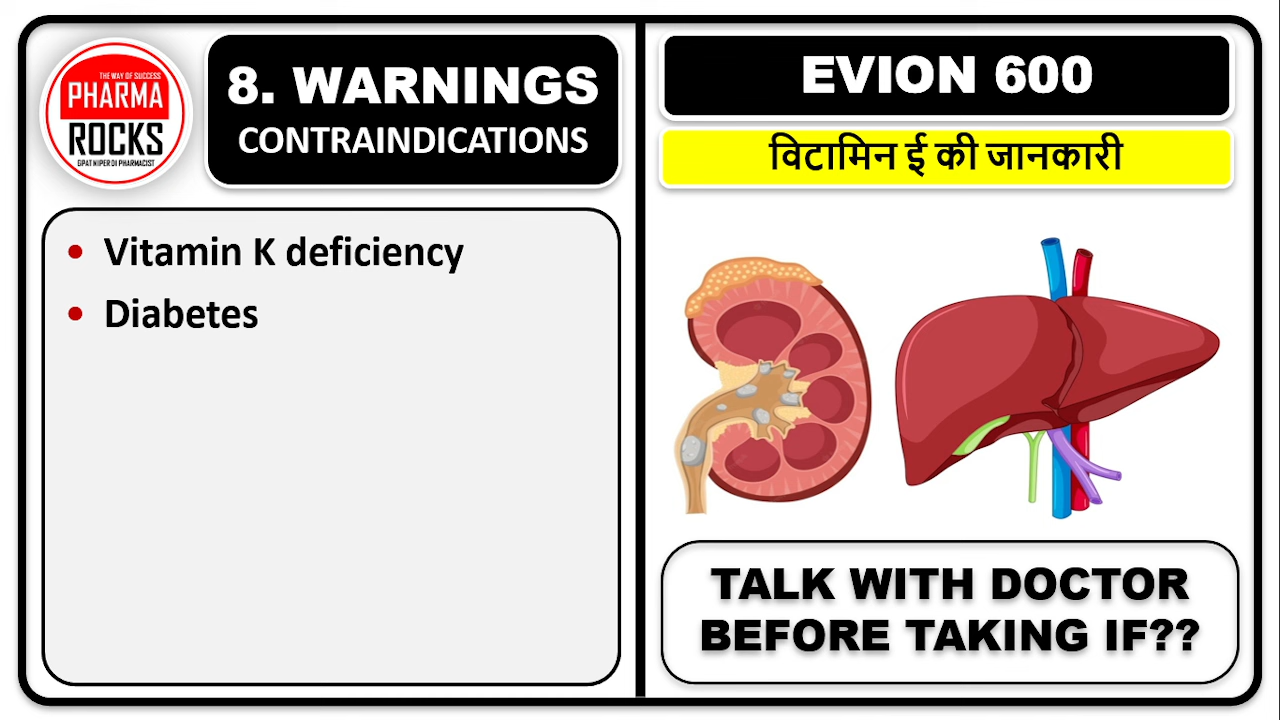 THE WAY OF SUCCESS
PHARMA
ROCKS
GPAT NIPER DI PHARMACIST
8. WARNINGS
CONTRAINDICATIONS
• Vitamin K deficiency
• Diabetes
EVION 600
विटामिन ई की जानकारी
TALK WITH DOCTOR
BEFORE TAKING IF??